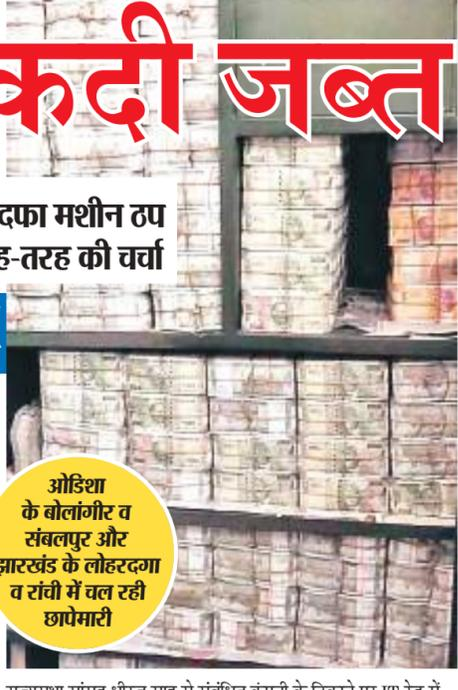 कदी जब्त
दफा मशीन ठप
ह-तरह की चर्चा
ओडिशा
के बोलांगीर व
संबलपुर और
झारखंड के लोहरदगा
व रांची में चल रही
छापेमारी